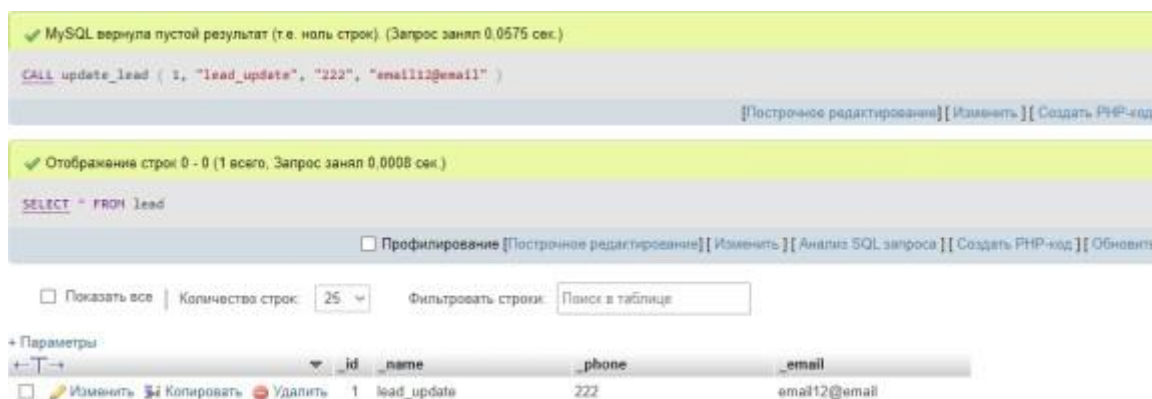 MySQL вернула пустой результат (т.е. ноль строк). (Запрос занял 0,0575 сек.)
CALL update_lead ( 1, "lead_update", "222", "email12@email" )
[Построчное редактирование] [ Изменить ] [ Создать PHP-код
Отображение строк 0 - 0 (1 всего, Запрос занял 0,0008 сек.)
SELECT * FROM lead
Профилирование [Построчное редактирование] [ Изменить ] [ Анализ SQL запроса ] [ Создать PHP-код ] [ Обновить
Показать все | Количество строк: 25 Фильтровать строки: Поиск в таблице
+ Параметры
←T→ _id _name _phone _email
Изменить Копировать Удалить 1 lead_update 222 email12@email